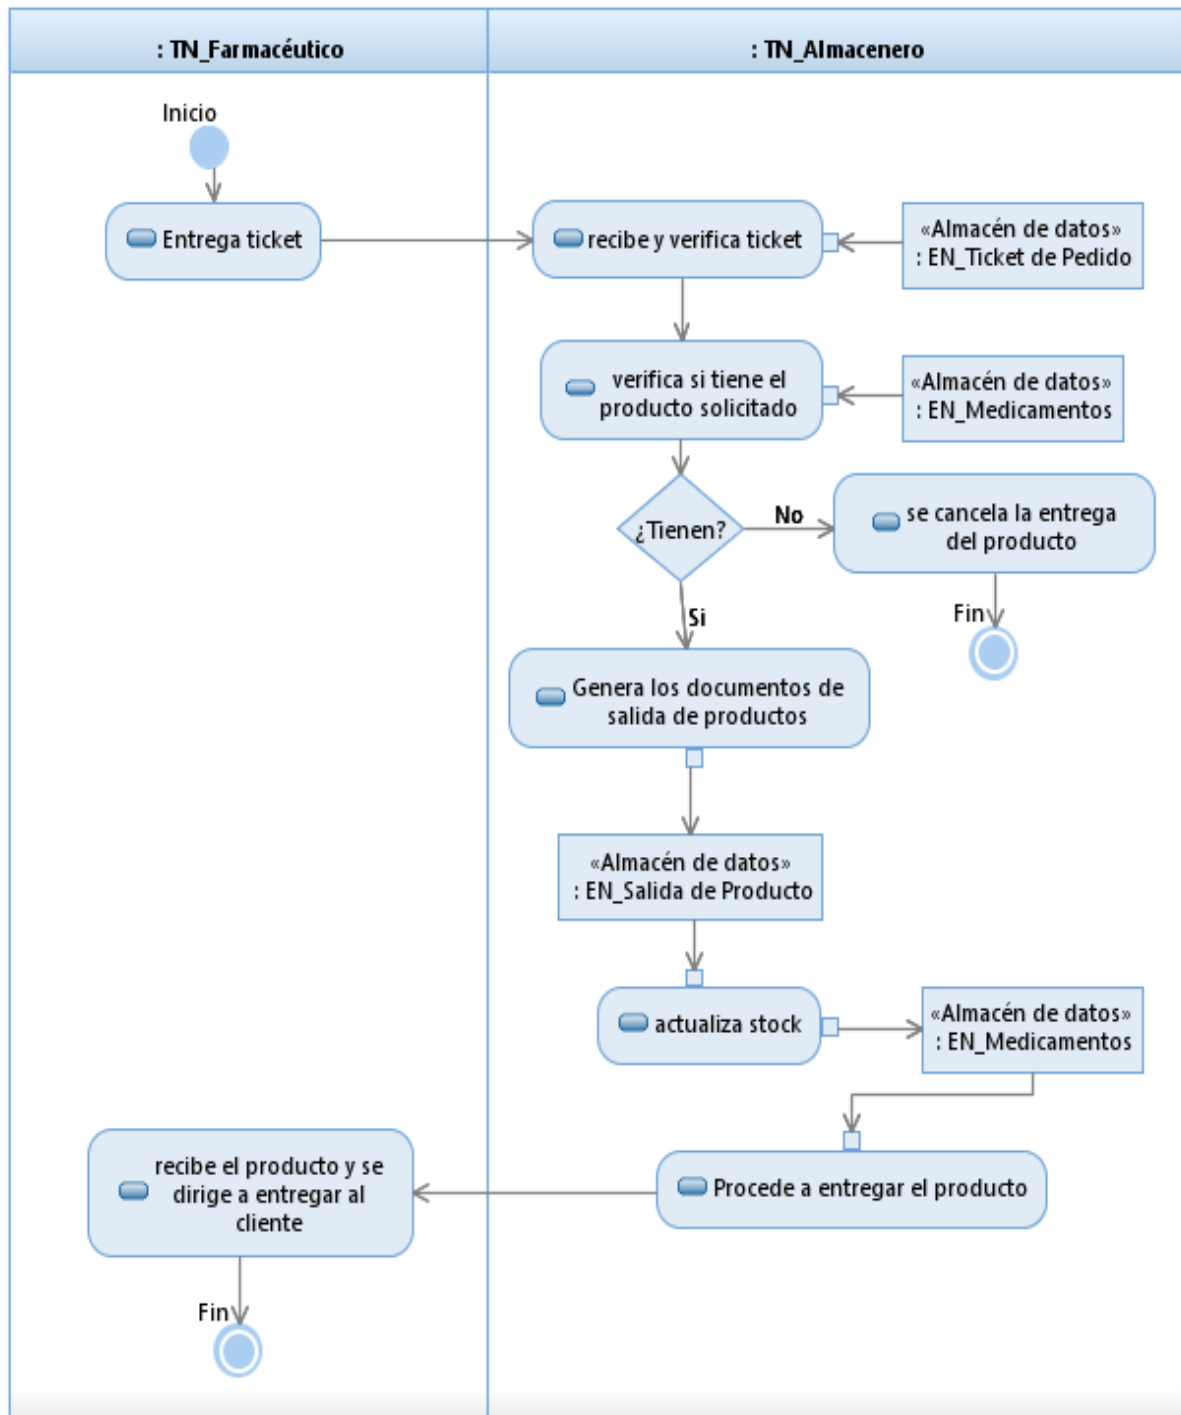 : TN_Farmacéutico
: TN_Almacenero
Inicio
Entrega ticket
recibe y verifica ticket
«Almacén de datos»
: EN_Ticket de Pedido
verifica si tiene el
producto solicitado
«Almacén de datos»
: EN_Medicamentos
¿Tienen?
No
se cancela la entrega
del producto
Si
Fin
Genera los documentos de
salida de productos
«Almacén de datos»
: EN_Salida de Producto
actualiza stock
«Almacén de datos»
: EN_Medicamentos
Procede a entregar el producto
recibe el producto y se
dirige a entregar al
cliente
Fin